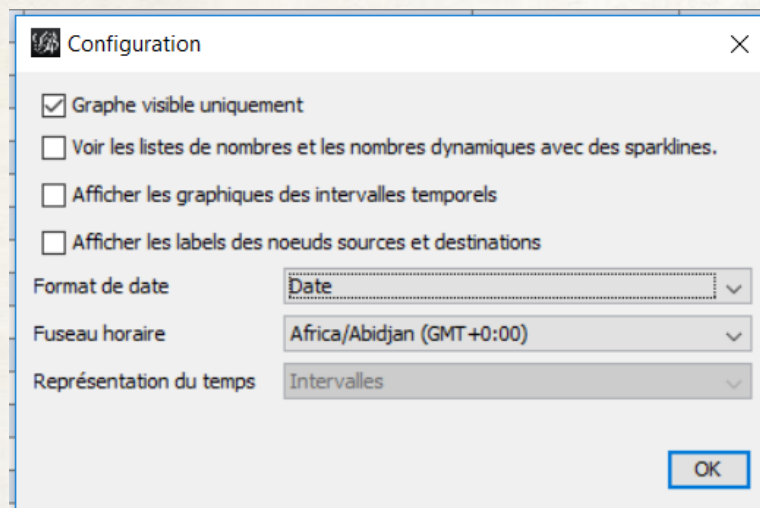 Configuration
Graphe visible uniquement
Voir les listes de nombres et les nombres dynamiques avec des sparklines.
Afficher les graphiques des intervalles temporels
Afficher les labels des noeuds sources et destinations
Format de date Date
Fuseau horaire Africa/Abidjan (GMT+0:00)
Représentation du temps Intervalles
OK